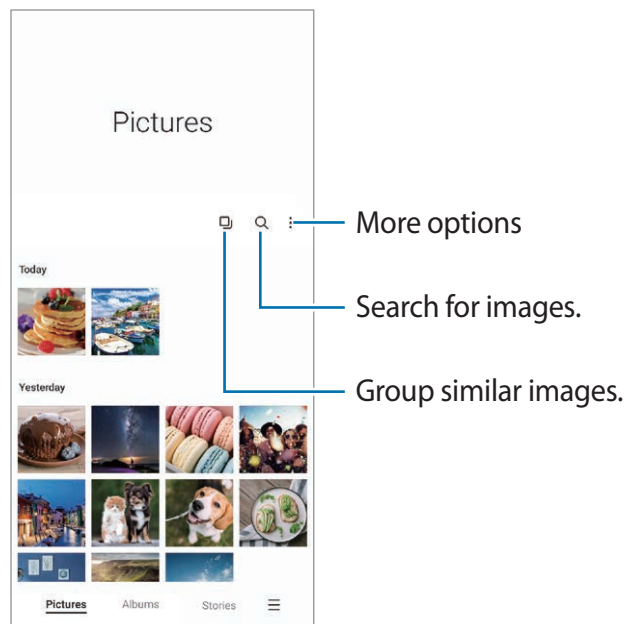 Pictures
More options
Today
Search for images.
Yesterday
Group similar images.
Pictures Albums Stories